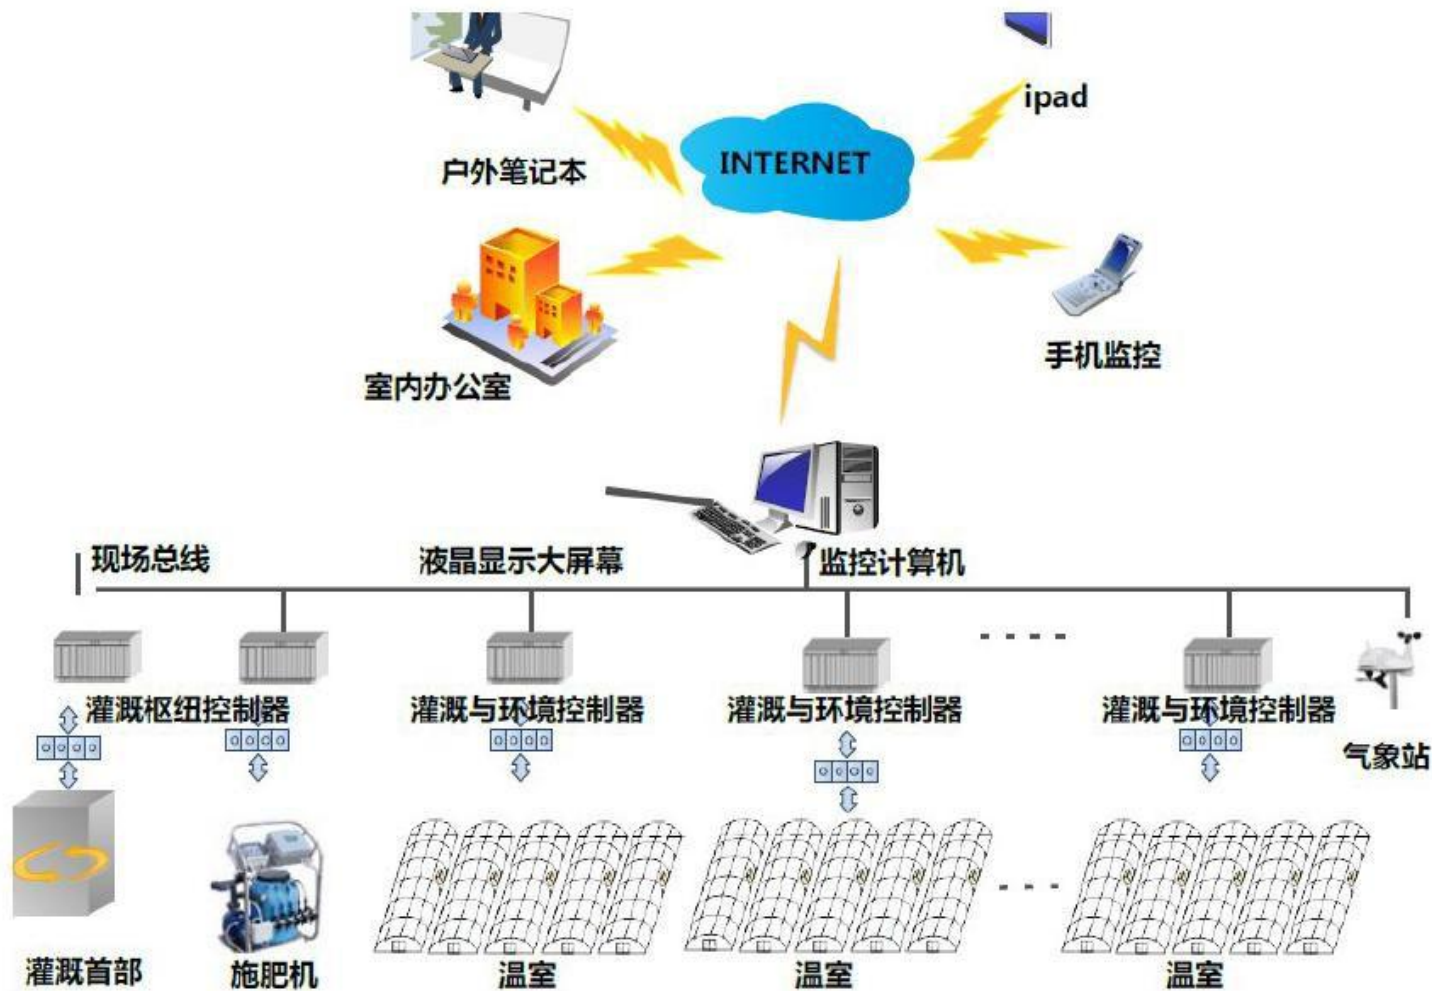 ipad
INTERNET
户外笔记本
手机监控
室内办公室
现场总线
液晶显示大屏幕
监控计算机
灌溉枢纽控制器
灌溉与环境控制器
灌溉与环境控制器
灌溉与环境控制器
气象站
灌溉首部
施肥机
温室
温室
温室